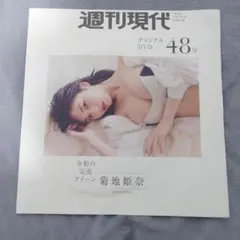 週刊現代
オリジナル
DVD
48分
令和の
完売
クイーン
菊地姫奈